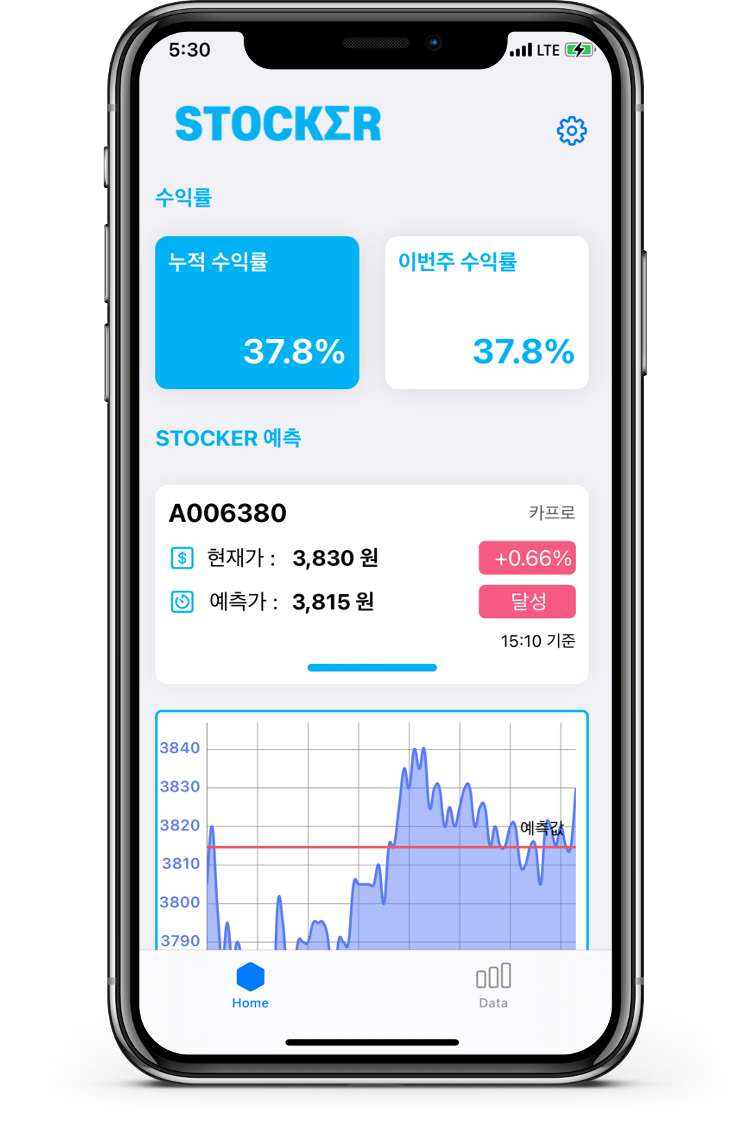 5:30 LTE
STOCKΣR
수익률
누적 수익률
37.8%
이번주 수익률
37.8%
STOCKER 예측
A006380 카프로
$ 현재가 : 3,830 원 +0.66%
예측가 : 3,815 원 달성
15:10 기준
3840
3830
3820
예측값
3810
3800
3790
Home Data